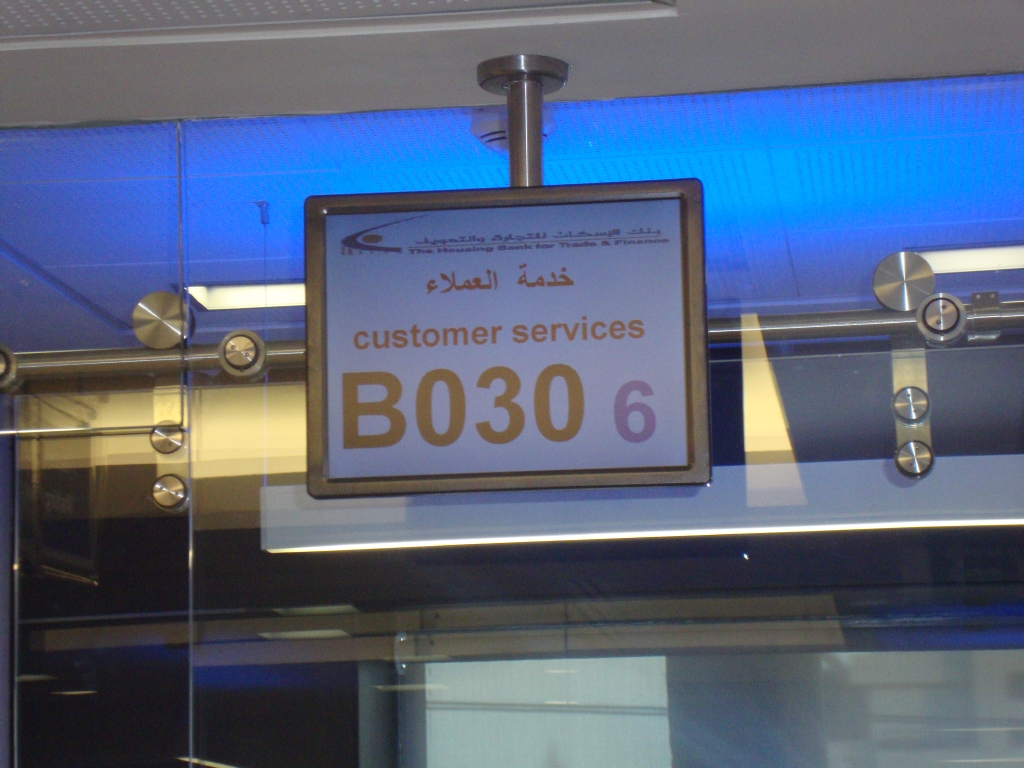 بنك الإسكان للتجارة والتمويل
The Housing Bank for Trade & Finance
خدمة العملاء
customer services
B030 6